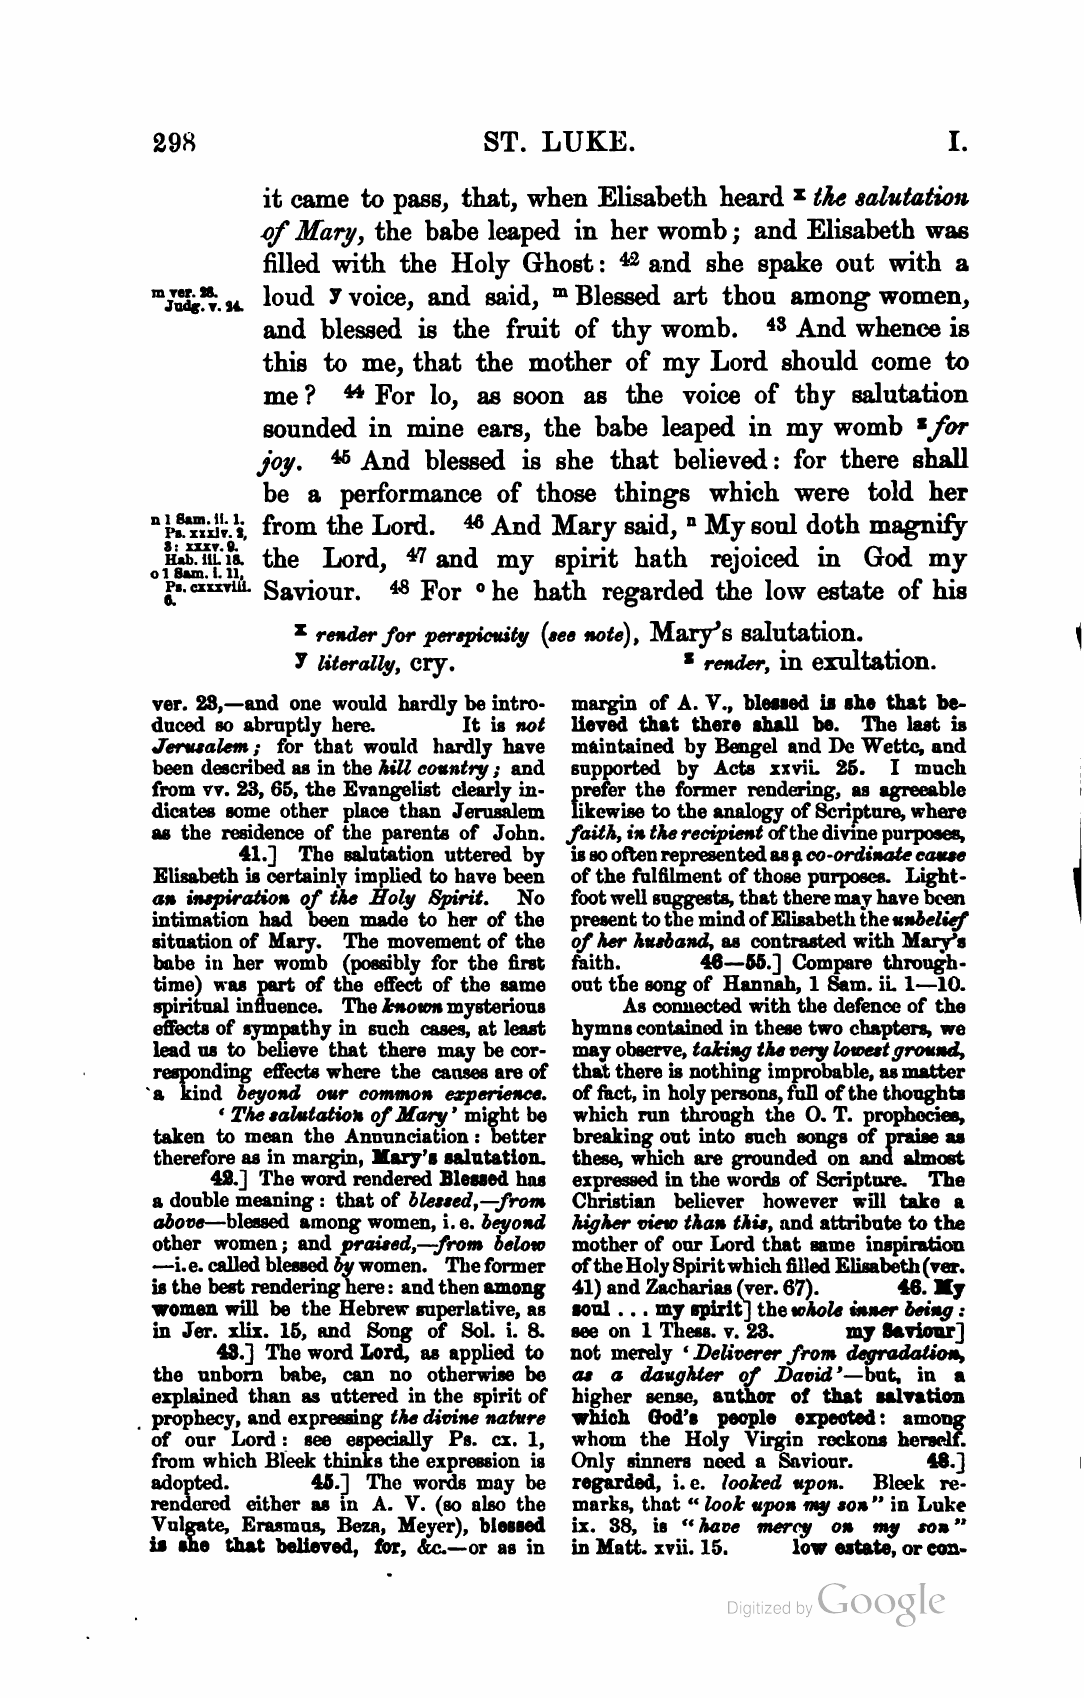 298 ST. LUKE. I.
it came to pass, that, when Elisabeth heard x the salutation
of Mary, the babe leaped in her womb; and Elisabeth was
filled with the Holy Ghost: 42 and she spake out with a
m ver. 28.
Judg. v. 24.
loud y voice, and said, m Blessed art thou among women,
and blessed is the fruit of thy womb. 43 And whence is
this to me, that the mother of my Lord should come to
me? 44 For lo, as soon as the voice of thy salutation
sounded in mine ears, the babe leaped in my womb z for
joy. 45 And blessed is she that believed: for there shall
be a performance of those things which were told her
n 1 Sam. ii. 1.
Ps. xxxiv. 2,
3: xxxv. 9.
Hab. iii. 18.
o 1 Sam. i. 11,
Ps. cxxxviii.
6.
from the Lord. 46 And Mary said, n My soul doth magnify
the Lord, 47 and my spirit hath rejoiced in God my
Saviour. 48 For o he hath regarded the low estate of his
x render for perspicuity (see note), Mary's salutation.
y literally, cry. z render, in exultation.
ver. 23,—and one would hardly be intro-
duced so abruptly here. It is not
Jerusalem; for that would hardly have
been described as in the hill country; and
from vv. 23, 65, the Evangelist clearly in-
dicates some other place than Jerusalem
as the residence of the parents of John.
41.] The salutation uttered by
Elisabeth is certainly implied to have been
an inspiration of the Holy Spirit. No
intimation had been made to her of the
situation of Mary. The movement of the
babe in her womb (possibly for the first
time) was part of the effect of the same
spiritual influence. The known mysterious
effects of sympathy in such cases, at least
lead us to believe that there may be cor-
responding effects where the causes are of
a kind beyond our common experience.
‘The salutation of Mary’ might be
taken to mean the Annunciation: better
therefore as in margin, Mary's salutation.
42.] The word rendered Blessed has
a double meaning: that of blessed,—from
above—blessed among women, i. e. beyond
other women; and praised,—from below
—i. e. called blessed by women. The former
is the best rendering here: and then among
women will be the Hebrew superlative, as
in Jer. xlix. 15, and Song of Sol. i. 8.
43.] The word Lord, as applied to
the unborn babe, can no otherwise be
explained than as uttered in the spirit of
prophecy, and expressing the divine nature
of our Lord: see especially Ps. cx. 1,
from which Bleek thinks the expression is
adopted. 45.] The words may be
rendered either as in A. V. (so also the
Vulgate, Erasmus, Beza, Meyer), blessed
is she that believed, for, &c.—or as in
margin of A. V., blessed is she that be-
lieved that there shall be. The last is
maintained by Bengel and De Wette, and
supported by Acts xxvii. 25. I much
prefer the former rendering, as agreeable
likewise to the analogy of Scripture, where
faith, in the recipient of the divine purposes,
is so often represented as a co-ordinate cause
of the fulfilment of those purposes. Light-
foot well suggests, that there may have been
present to the mind of Elisabeth the unbelief
of her husband, as contrasted with Mary's
faith. 46—55.] Compare through-
out the song of Hannah, 1 Sam. ii. 1—10.
As connected with the defence of the
hymns contained in these two chapters, we
may observe, taking the very lowest ground,
that there is nothing improbable, as matter
of fact, in holy persons, full of the thoughts
which run through the O. T. prophecies,
breaking out into such songs of praise as
these, which are grounded on and almost
expressed in the words of Scripture. The
Christian believer however will take a
higher view than this, and attribute to the
mother of our Lord that same inspiration
of the Holy Spirit which filled Elisabeth (ver.
41) and Zacharias (ver. 67). 46. My
soul . . . my spirit] the whole inner being:
see on 1 Thess. v. 23. my Saviour]
not merely ‘Deliverer from degradation,
as a daughter of David’—but, in a
higher sense, author of that salvation
which God's people expected: among
whom the Holy Virgin reckons herself.
Only sinners need a Saviour. 48.]
regarded, i. e. looked upon. Bleek re-
marks, that “look upon my son” in Luke
ix. 38, is “have mercy on my son”
in Matt. xvii. 15. low estate, or con-
Digitized by Google